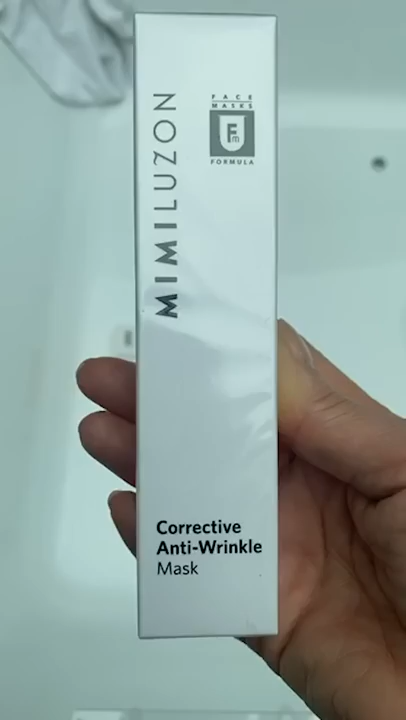 MIMILUZON
FACE
MASKS
Fm
FORMULA
Corrective
Anti-Wrinkle
Mask